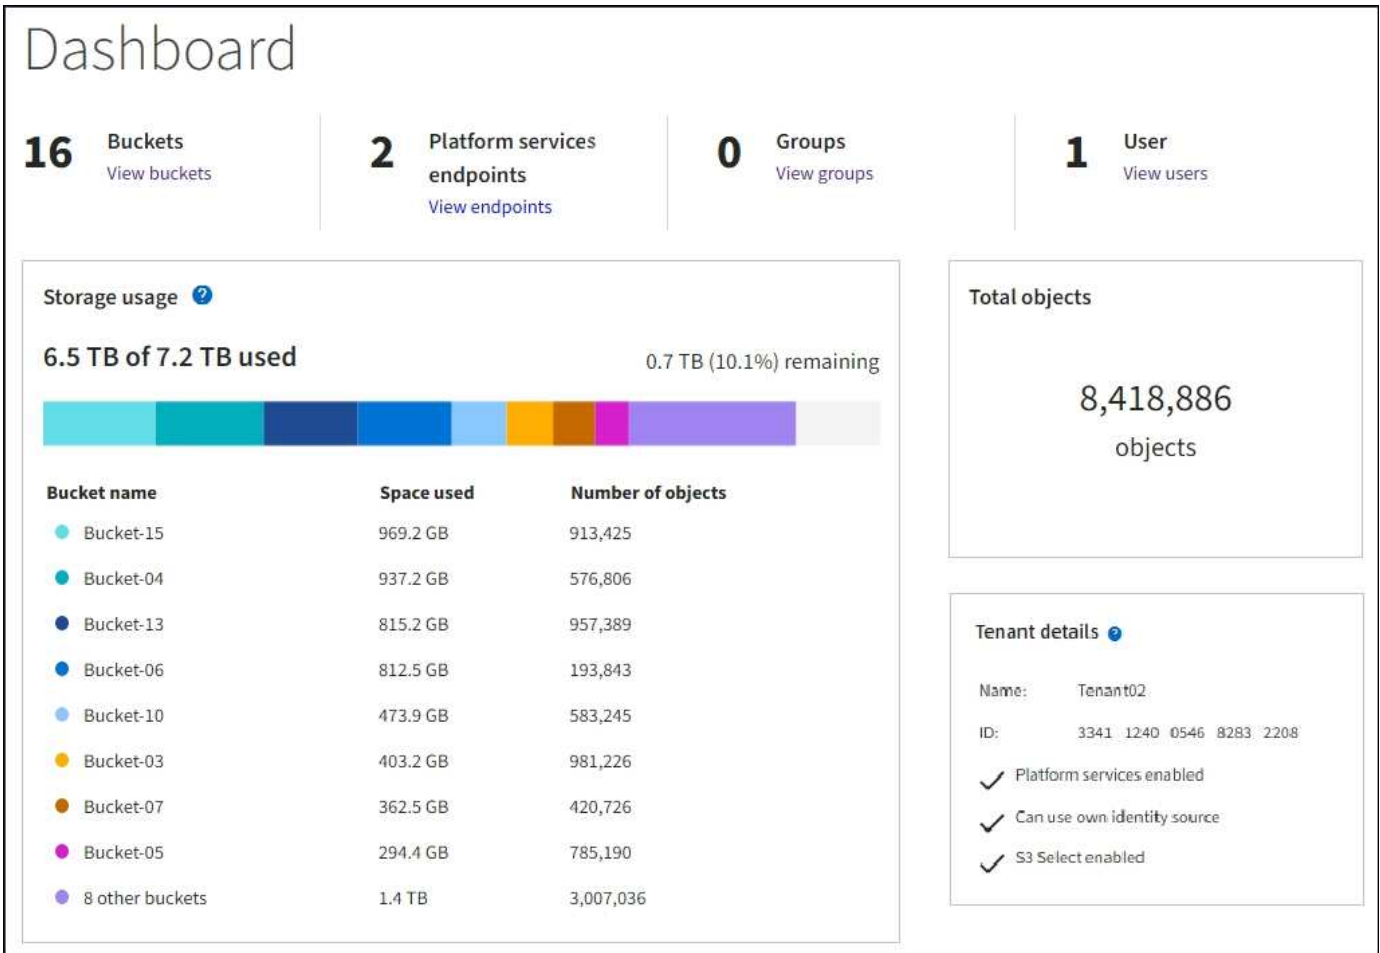 Dashboard
16 Buckets
View buckets
2 Platform services
endpoints
View endpoints
0 Groups
View groups
1 User
View users
Storage usage ?
6.5 TB of 7.2 TB used
0.7 TB (10.1%) remaining
Bucket name Space used Number of objects
Bucket-15 969.2 GB 913,425
Bucket-04 937.2 GB 576,806
Bucket-13 815.2 GB 957,389
Bucket-06 812.5 GB 193,843
Bucket-10 473.9 GB 583,245
Bucket-03 403.2 GB 981,226
Bucket-07 362.5 GB 420,726
Bucket-05 294.4 GB 785,190
8 other buckets 1.4 TB 3,007,036
Total objects
8,418,886
objects
Tenant details ?
Name: Tenant02
ID: 3341 1240 0546 8283 2208
Platform services enabled
Can use own identity source
S3 Select enabled